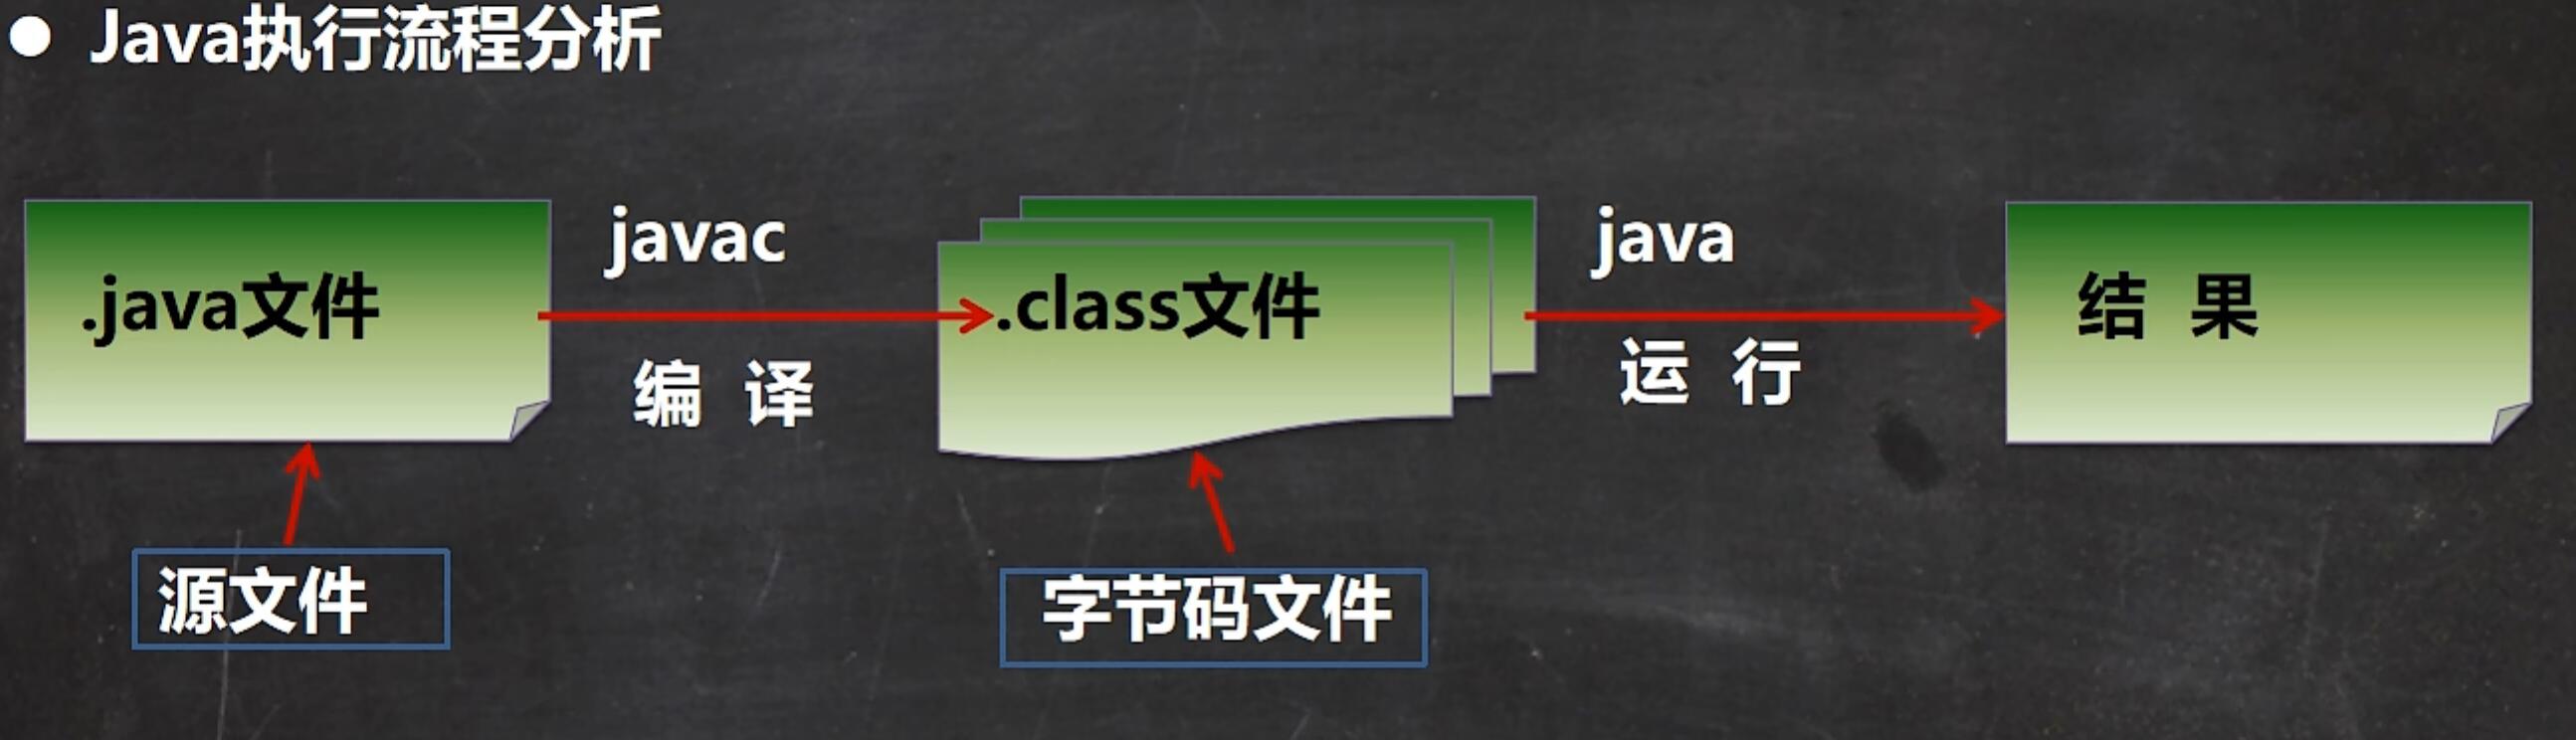 Java执行流程分析
javac
java
.java文件
.class文件
结 果
编 译
运 行
源文件
字节码文件